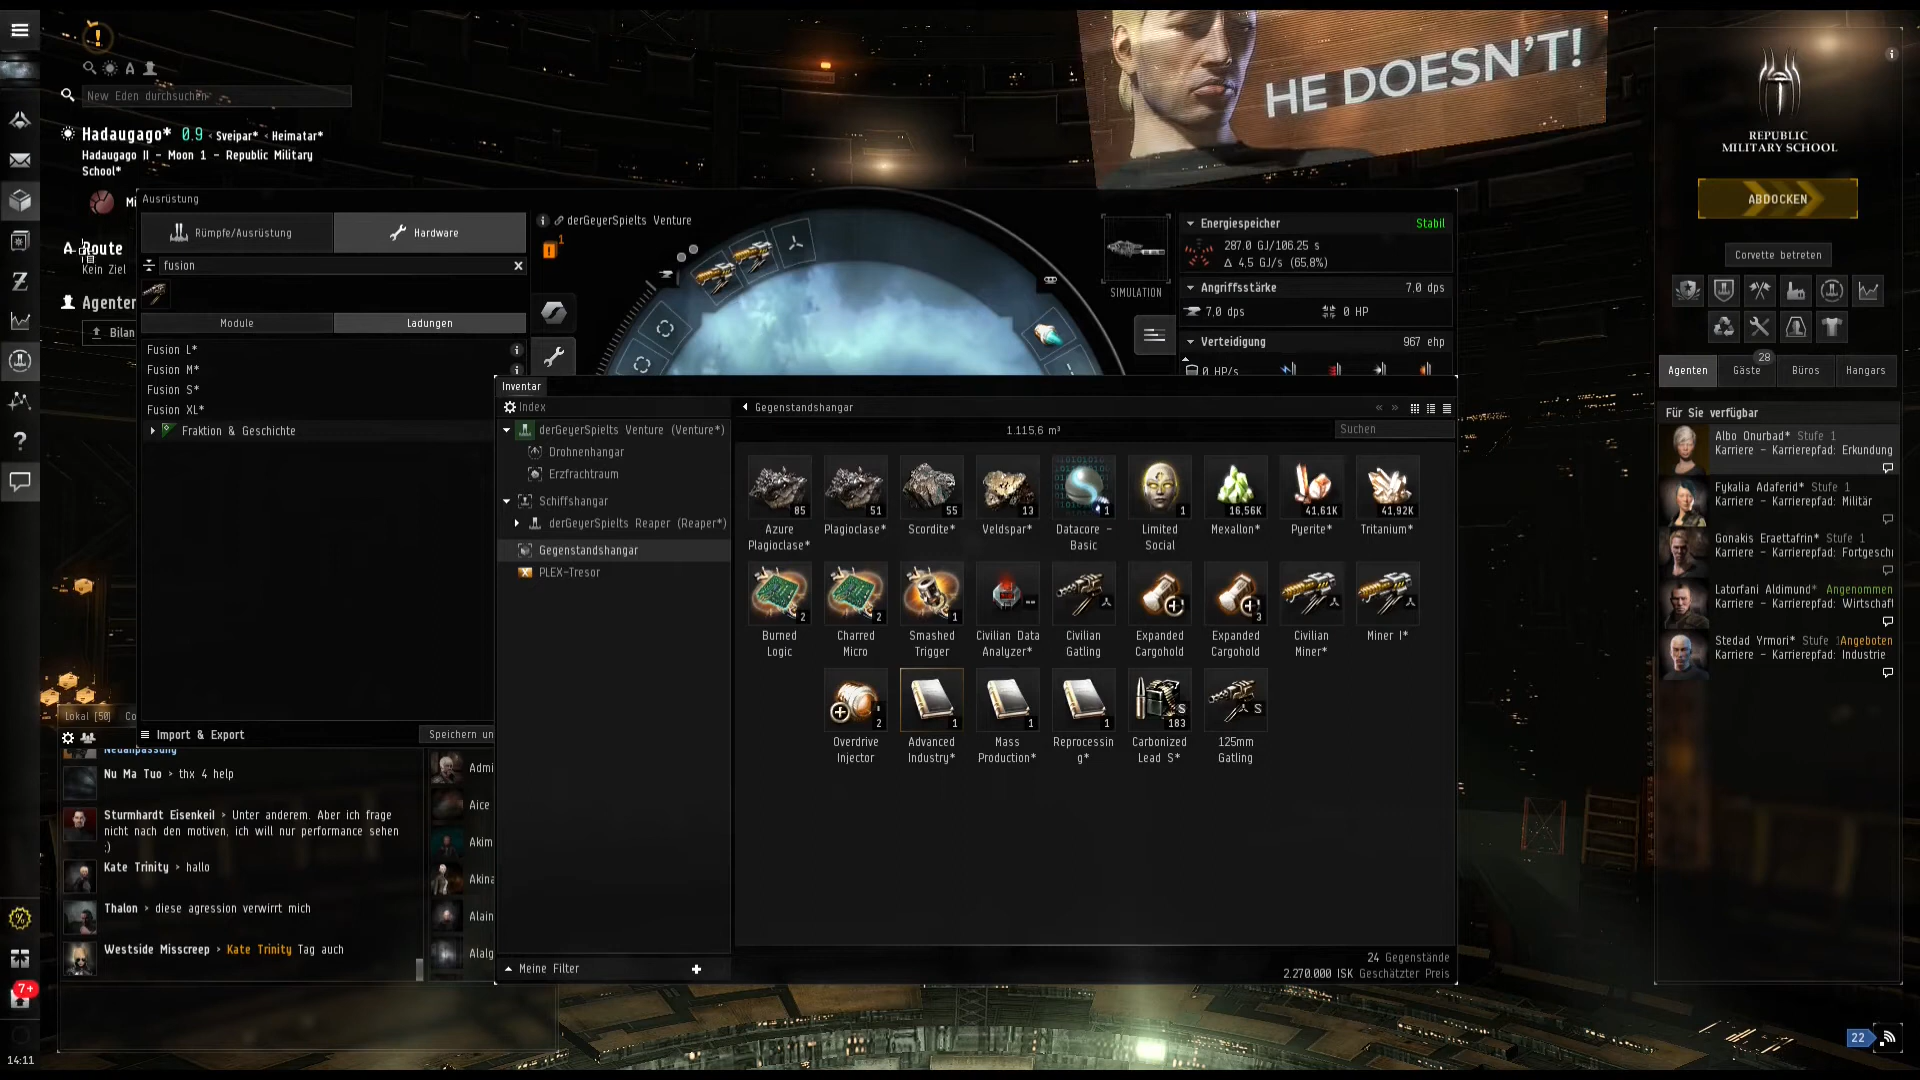 HE DOESN'T!
New Eden durchsuchen
Hadaugago* 0.9 ‹ Sveipar* ‹ Heimatar*
Hadaugago II – Moon 1 – Republic Military
School*
Mi
Route
Kein Ziel
Agenten
Bilan
Ausrüstung
Rümpfe/Ausrüstung
Hardware
fusion
Module
Ladungen
Fusion L*
Fusion M*
Fusion S*
Fusion XL*
Fraktion & Geschichte
Import & Export
Speichern un
derGeyerSpielts Venture
1
SIMULATION
Energiespeicher
Stabil
287.0 GJ/106.25 s
Δ 4.5 GJ/s (65.8%)
Angriffsstärke
7.0 dps
7.0 dps
0 HP
Verteidigung
967 ehp
0 HP/s
Inventar
Index
derGeyerSpielts Venture (Venture*)
Drohnenhangar
Erzfrachtraum
Schiffshangar
derGeyerSpielts Reaper (Reaper*)
Gegenstandshangar
PLEX-Tresor
Meine Filter
Gegenstandshangar
1.115,6 m³
Suchen
85
51
55
13
1
1
16,56K
41,61K
41,92K
Azure
Plagioclase*
Plagioclase*
Scordite*
Veldspar*
Datacore –
Basic
Limited
Social
Mexallon*
Pyerite*
Tritanium*
2
2
1
3
Burned
Logic
Charred
Micro
Smashed
Trigger
Civilian Data
Analyzer*
Civilian
Gatling
Expanded
Cargohold
Expanded
Cargohold
Civilian
Miner*
Miner I*
2
1
1
1
S
183
S
Overdrive
Injector
Advanced
Industry*
Mass
Production*
Reprocessin
g*
Carbonized
Lead S*
125mm
Gatling
24 Gegenstände
2.270.000 ISK Geschätzter Preis
Lokal [50]
Co
Neuanpassung
Nu Ma Tuo > thx 4 help
Sturmhardt Eisenkeil > Unter anderem. Aber ich frage
nicht nach den motiven, ich will nur performance sehen
;)
Kate Trinity > hallo
Thalon > diese agression verwirrt mich
Westside Misscreep > Kate Trinity Tag auch
Admi
Aice
Akim
Akina
Alain
Alalg
7+
14:11
REPUBLIC
MILITARY SCHOOL
ABDOCKEN
Corvette betreten
28
Agenten
Gäste
Büros
Hangars
Für Sie verfügbar
Albo Onurbad* Stufe 1
Karriere – Karrierepfad: Erkundung
Fykalia Adaferid* Stufe 1
Karriere – Karrierepfad: Militär
Gonakis Eraettafrin* Stufe 1
Karriere – Karrierepfad: Fortgesch
Latorfani Aldimund* Angenommen
Karriere – Karrierepfad: Wirtschaf
Stedad Yrmori* Stufe 1 Angeboten
Karriere – Karrierepfad: Industrie
22